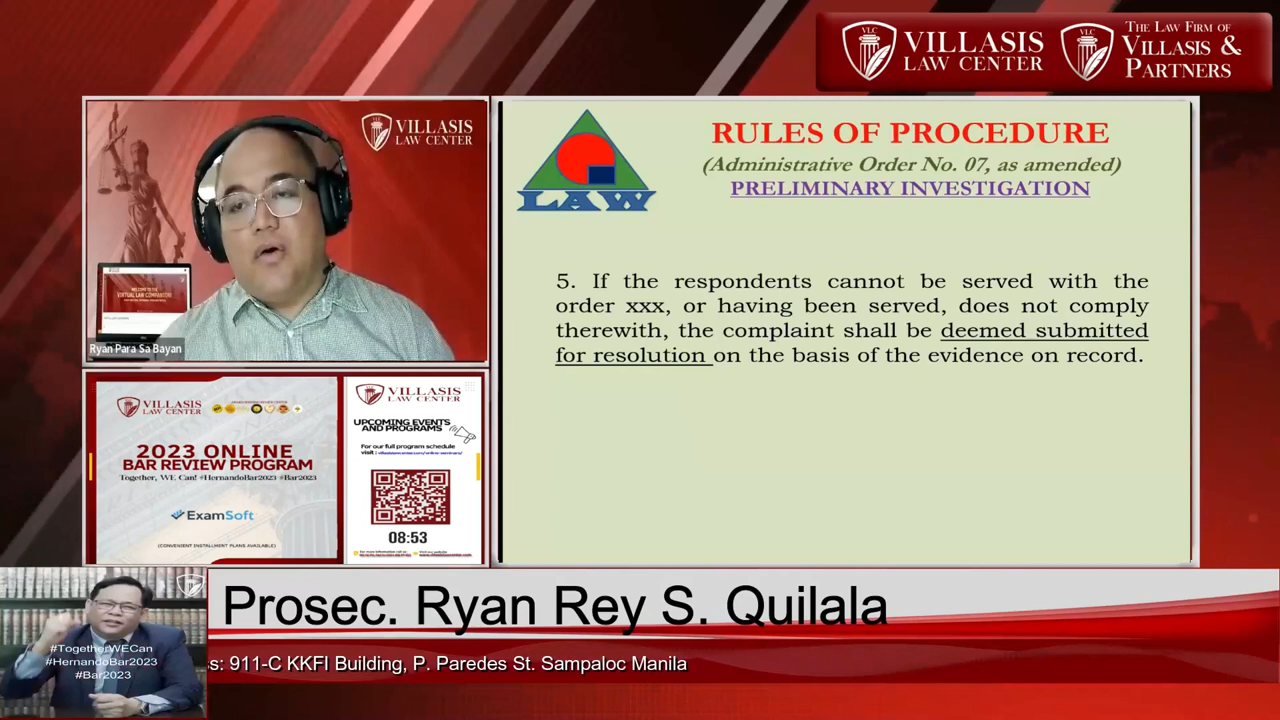 VLC
VILLASIS
LAW CENTER
VLC
THE LAW FIRM OF
VILLASIS &
PARTNERS
VILLASIS
LAW CENTER
Ryan Para Sa Bayan
LAW
RULES OF PROCEDURE
(Administrative Order No. 07, as amended)
PRELIMINARY INVESTIGATION
5. If the respondents cannot be served with the
order xxx, or having been served, does not comply
therewith, the complaint shall be deemed submitted
for resolution on the basis of the evidence on record.
VILLASIS
LAW CENTER
2023 ONLINE
BAR REVIEW PROGRAM
Together, WE Can! #HernandoBar2023 #Bar2023
ExamSoft
(CONVENIENT INSTALLMENT PLANS AVAILABLE)
VILLASIS
LAW CENTER
UPCOMING EVENTS
AND PROGRAMS
For our full program schedule
visit :
08:53
#TogetherWECan
#HernandoBar2023
#Bar2023
Prosec. Ryan Rey S. Quilala
s: 911-C KKFI Building, P. Paredes St. Sampaloc Manila